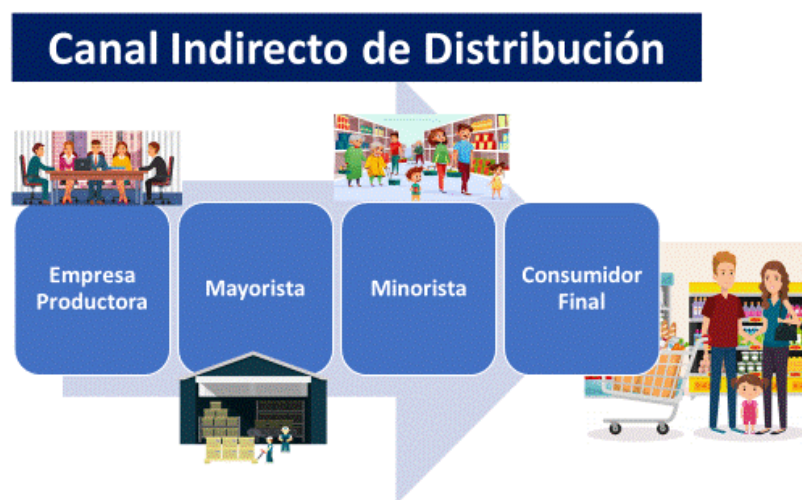 Canal Indirecto de Distribución
Empresa
Productora
Mayorista
Minorista
Consumidor
Final